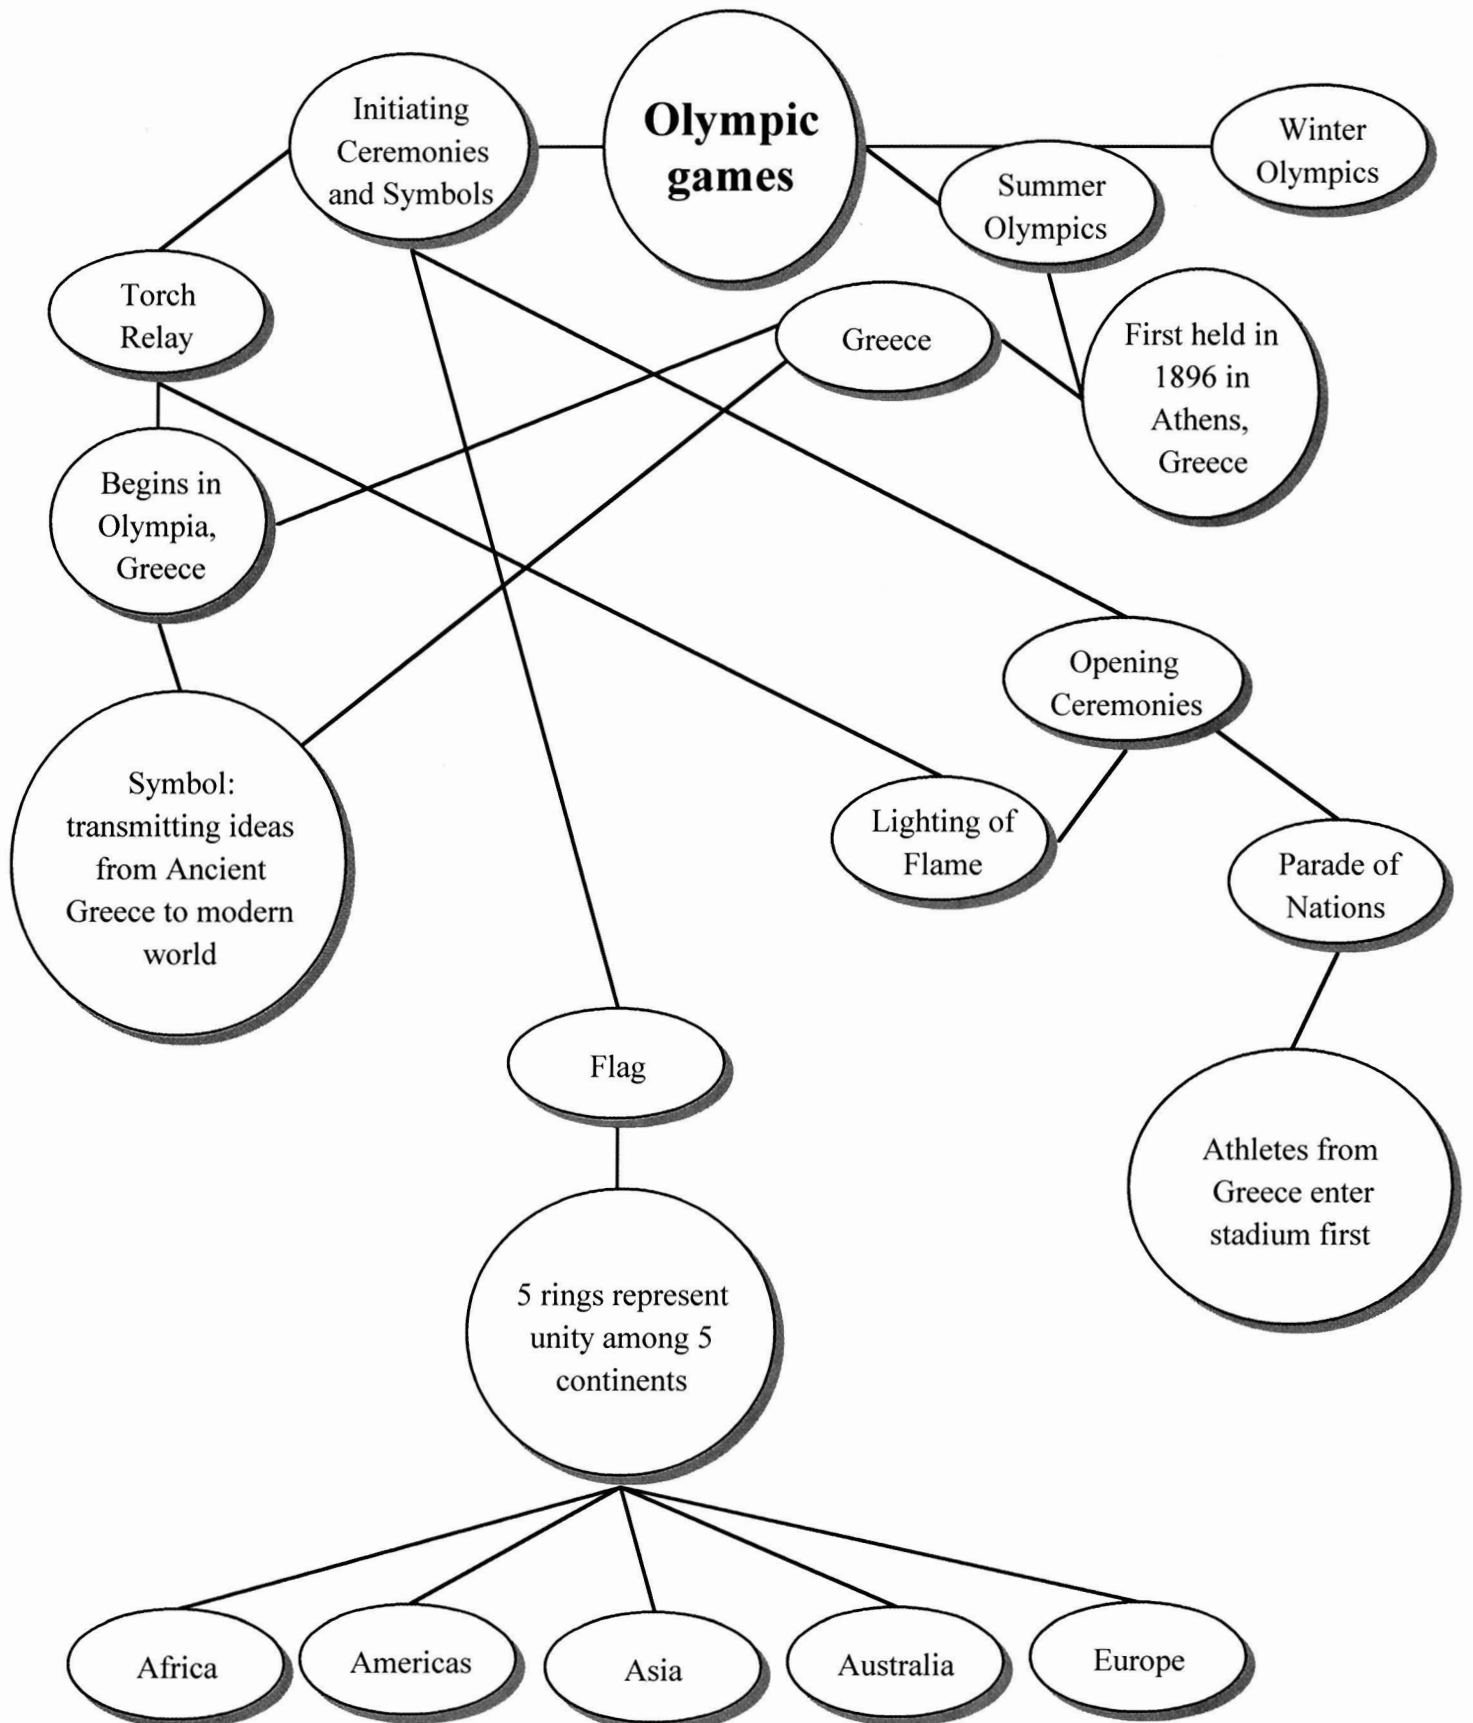 Olympic
games
Initiating
Ceremonies
and Symbols
Winter
Olympics
Summer
Olympics
Torch
Relay
Greece
First held in
1896 in
Athens,
Greece
Begins in
Olympia,
Greece
Opening
Ceremonies
Symbol:
transmitting ideas
from Ancient
Greece to modern
world
Lighting of
Flame
Parade of
Nations
Flag
Athletes from
Greece enter
stadium first
5 rings represent
unity among 5
continents
Africa
Americas
Asia
Australia
Europe